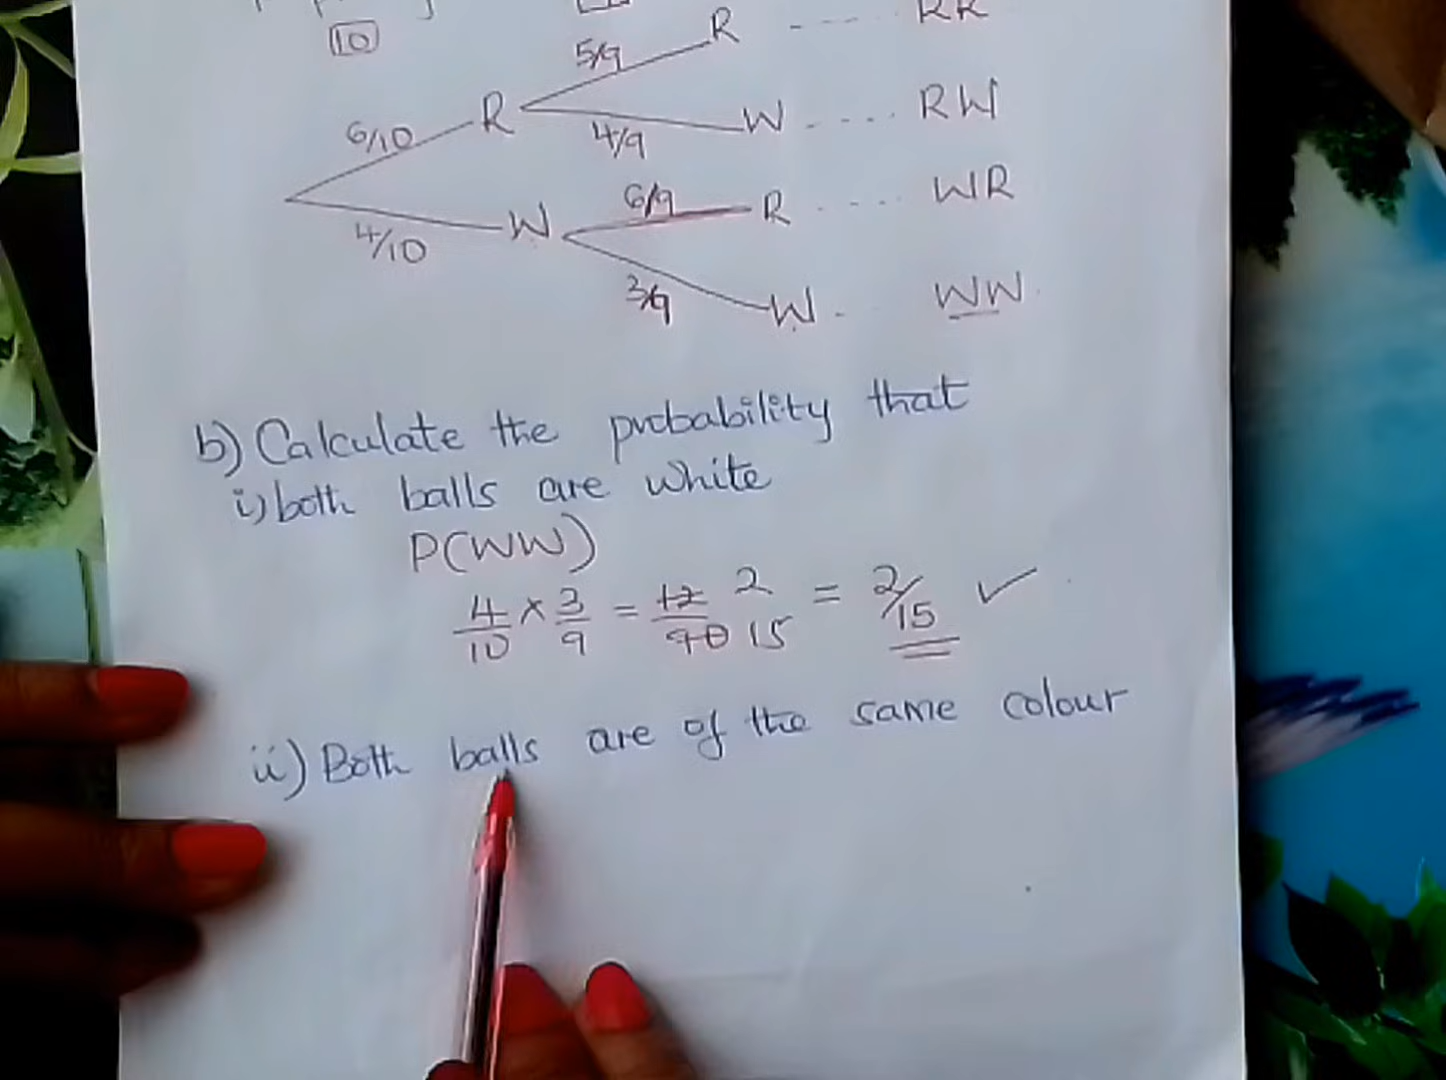 10
5/9 R ---- RR
6/10 R 4/9 W ---- RW
4/10 W 6/9 R ---- WR
3/9 W - WW
b) Calculate the probability that
i) both balls are white
P(WW)
4/10 × 3/9 = 12/90 2/15 = 2/15 ✓
ii) Both balls are of the same colour